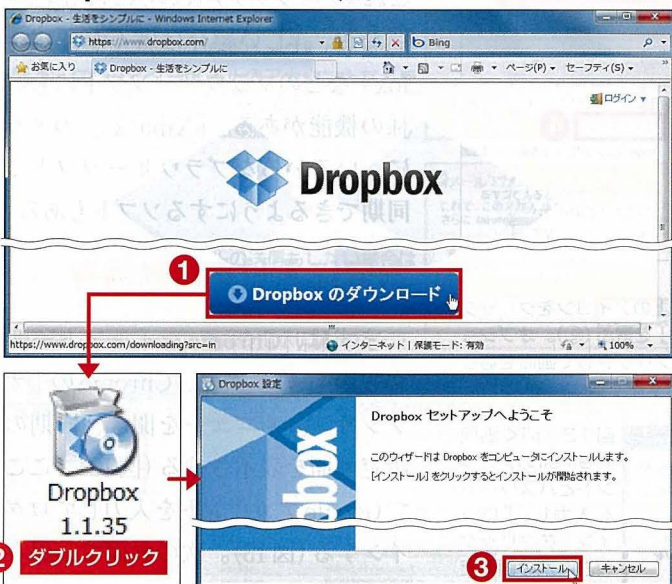 Dropbox - 生活をシンプルに - Windows Internet Explorer
https://www.dropbox.com/
Bing
お気に入り
Dropbox - 生活をシンプルに
ページ(P)
セーフティ(S)
ログイン
Dropbox
1
Dropbox のダウンロード
https://www.dropbox.com/downloading?src=in
インターネット | 保護モード: 有効
100%
Dropbox
1.1.35
2 ダブルクリック
Dropbox 設定
Dropbox セットアップへようこそ
このウィザードは Dropbox をコンピュータにインストールします。
[インストール] をクリックするとインストールが開始されます。
3
インストール
キャンセル